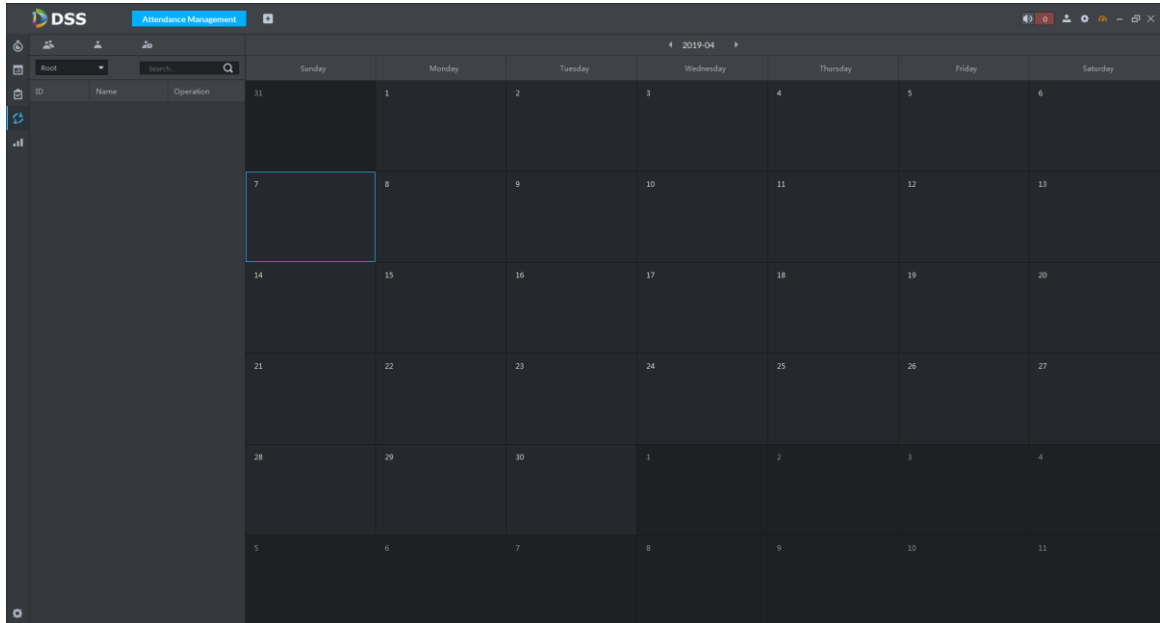 DSS Attendance Management 0
2019-04
Root Search...
Sunday Monday Tuesday Wednesday Thursday Friday Saturday
ID Name Operation
31 1 2 3 4 5 6
7 8 9 10 11 12 13
14 15 16 17 18 19 20
21 22 23 24 25 26 27
28 29 30 1 2 3 4
5 6 7 8 9 10 11